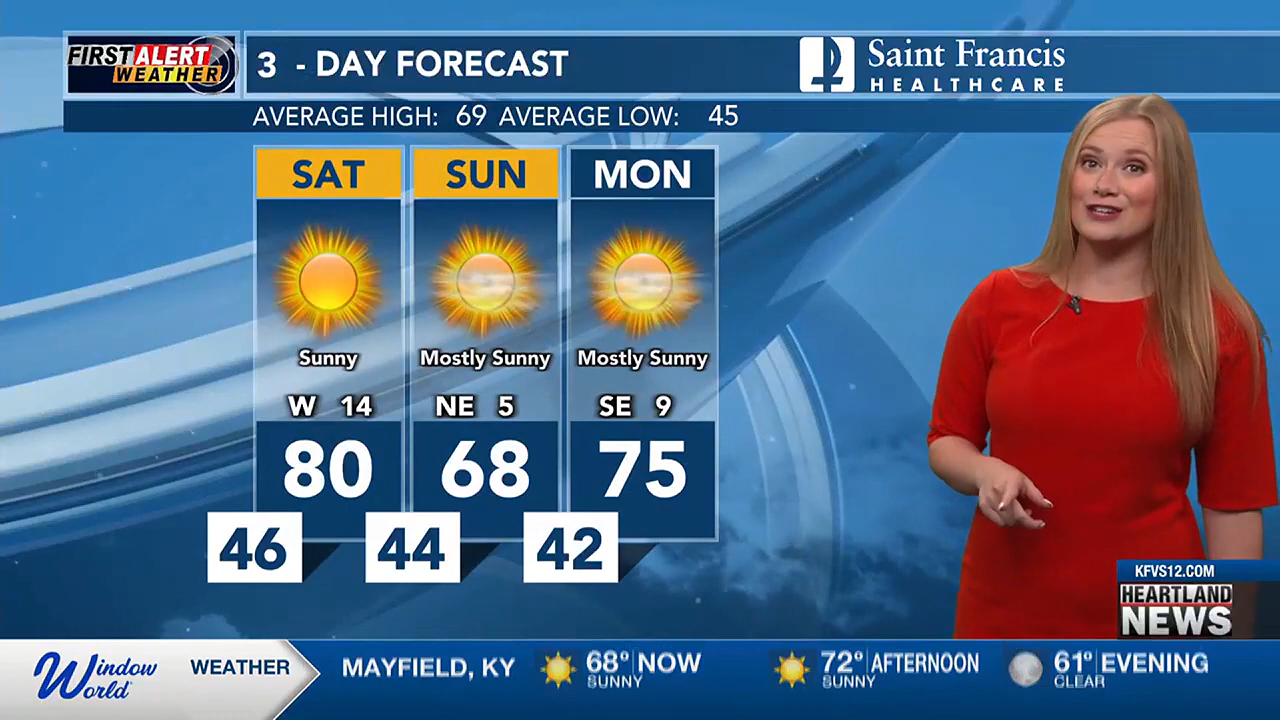 FIRST ALERT
WEATHER
3 - DAY FORECAST
Saint Francis
HEALTHCARE
AVERAGE HIGH: 69 AVERAGE LOW: 45
SAT SUN MON
Sunny Mostly Sunny Mostly Sunny
W 14 NE 5 SE 9
80 68 75
46 44 42
KFVS12.COM
HEARTLAND
NEWS
Window
World
WEATHER
MAYFIELD, KY
68° NOW
SUNNY
72° AFTERNOON
SUNNY
61° EVENING
CLEAR